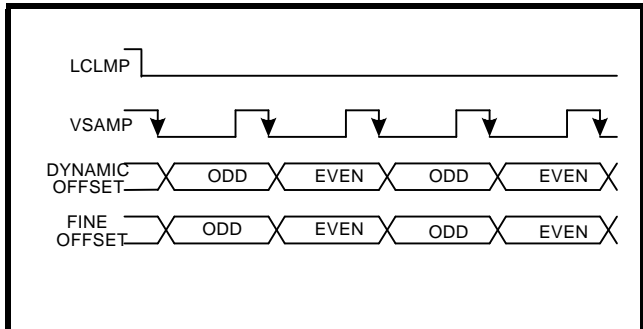 LCLMP
VSAMP
DYNAMIC
OFFSET
ODD EVEN ODD EVEN
FINE
OFFSET
ODD EVEN ODD EVEN